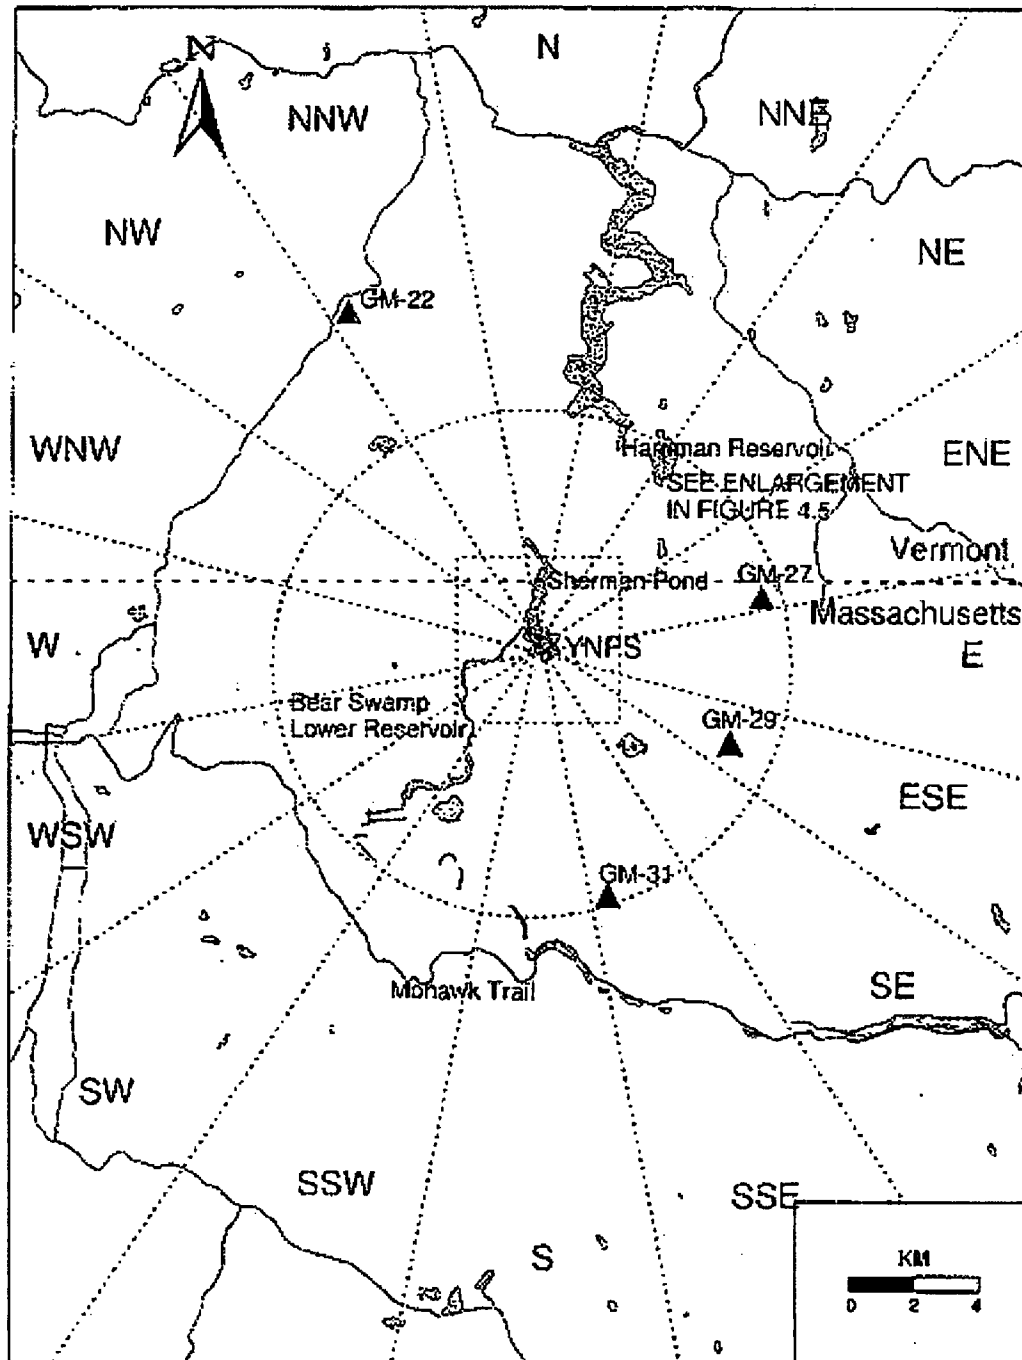 N
N
NNW
NNE
NW
NE
GM-22
WNW
Harriman Reservoir
ENE
SEE ENLARGEMENT
IN FIGURE 4.5
Vermont
Sherman Pond
GM-27
Massachusetts
W
YNPS
E
Bear Swamp
Lower Reservoir
GM-29
ESE
WSW
GM-31
SE
Mohawk Trail
SW
SSW
SSE
S
KM
0 2 4